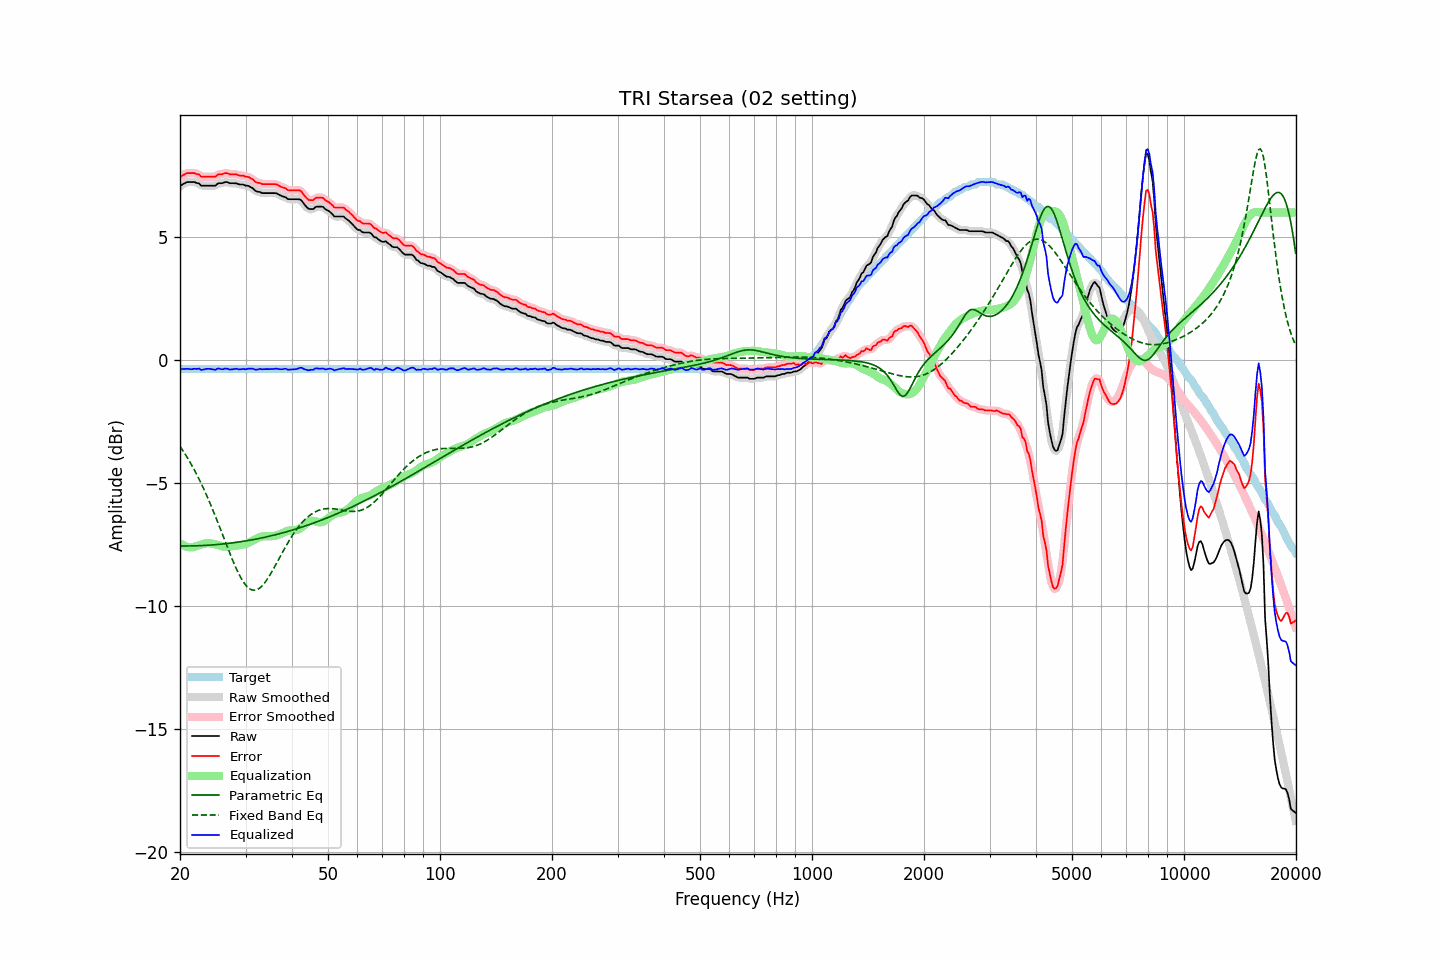 TRI Starsea (02 setting)
Amplitude (dBr)
5
0
−5
−10
−15
−20
Target
Raw Smoothed
Error Smoothed
Raw
Error
Equalization
Parametric Eq
Fixed Band Eq
Equalized
20 50 100 200 500 1000 2000 5000 10000 20000
Frequency (Hz)